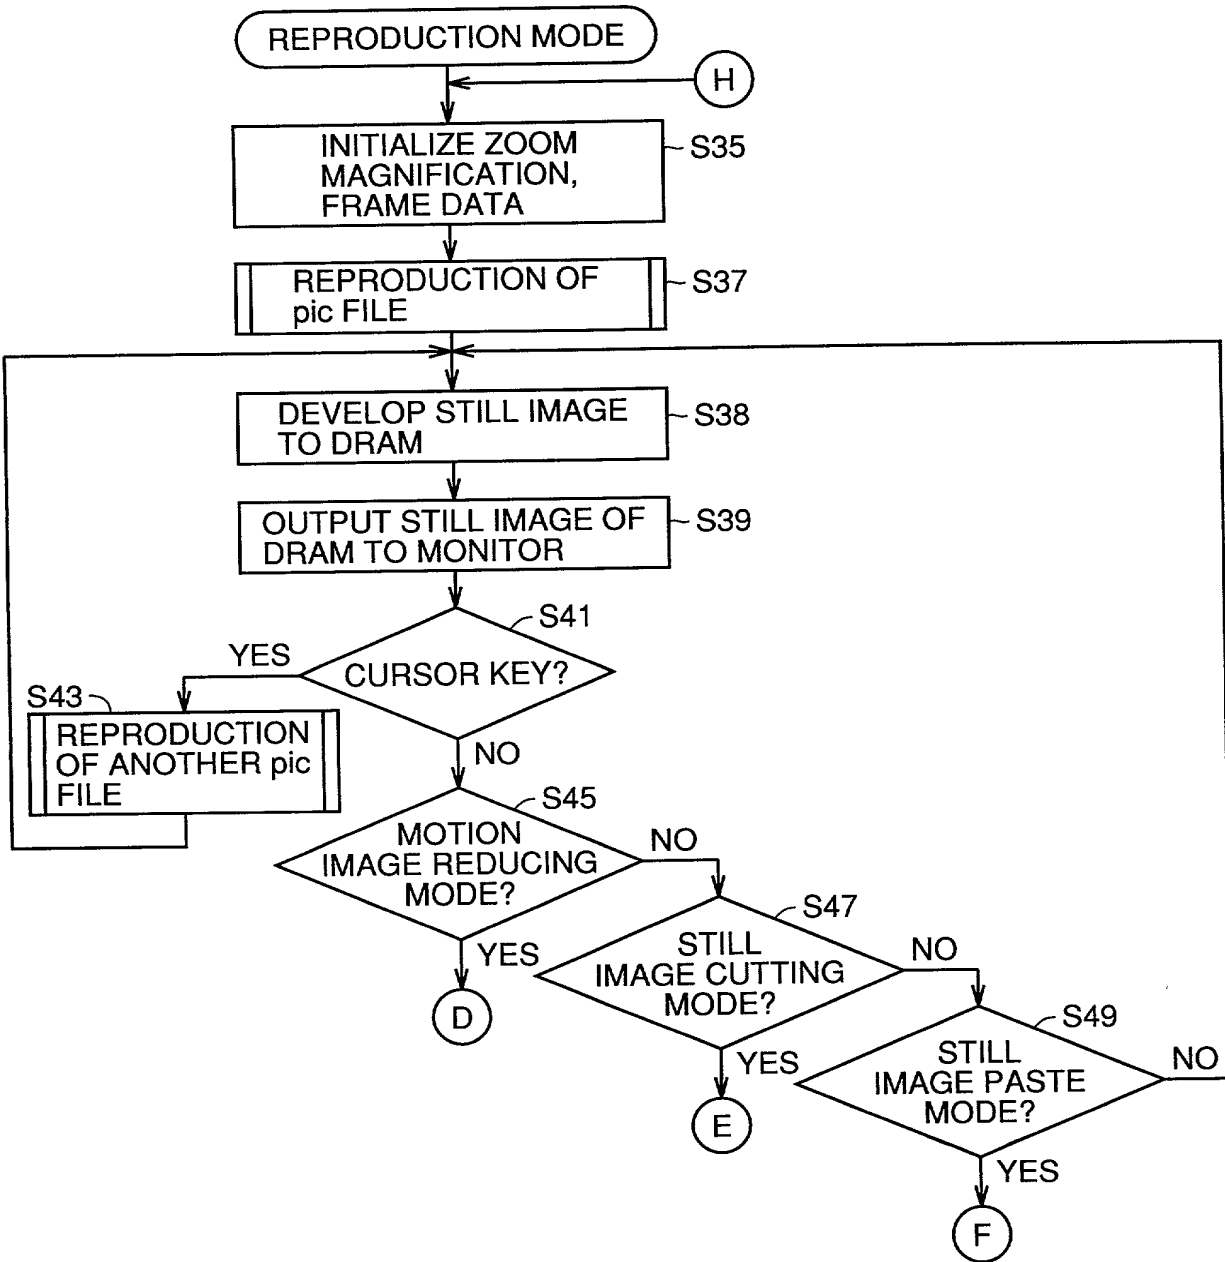 REPRODUCTION MODE
H
INITIALIZE ZOOM
MAGNIFICATION,
FRAME DATA
S35
REPRODUCTION OF
pic FILE
S37
DEVELOP STILL IMAGE
TO DRAM
S38
OUTPUT STILL IMAGE OF
DRAM TO MONITOR
S39
S41
CURSOR KEY?
YES
S43
REPRODUCTION
OF ANOTHER pic
FILE
NO
S45
MOTION
IMAGE REDUCING
MODE?
NO
YES
D
S47
STILL
IMAGE CUTTING
MODE?
NO
YES
E
S49
STILL
IMAGE PASTE
MODE?
NO
YES
F